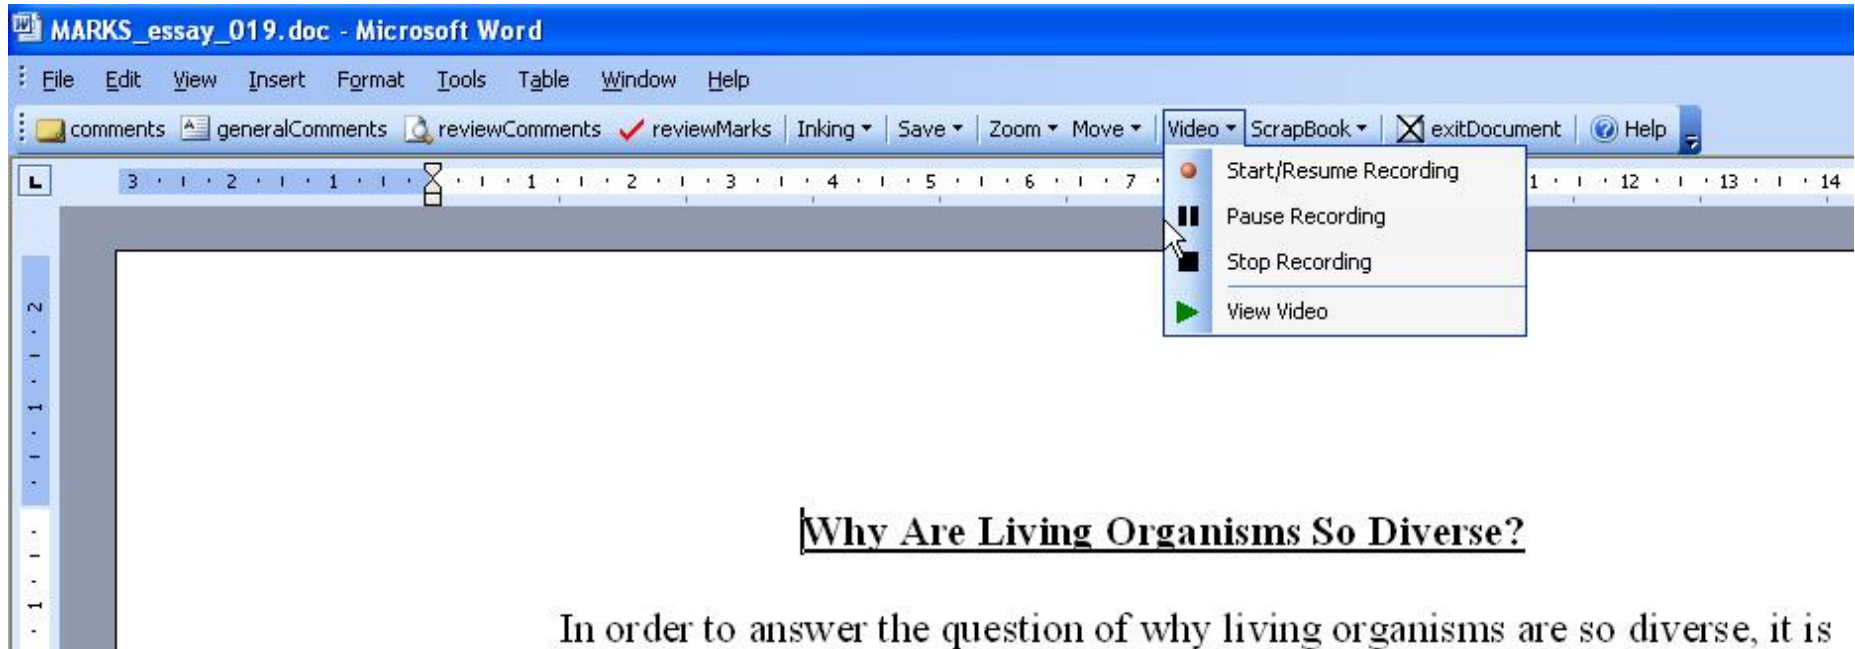 MARKS_essay_019.doc - Microsoft Word
File Edit View Insert Format Tools Table Window Help
comments generalComments reviewComments reviewMarks Inking Save Zoom Move Video ScrapBook exitDocument Help
L 3 2 1 1 2 3 4 5 6 7 1 12 13 14
Start/Resume Recording
Pause Recording
Stop Recording
View Video
2
1
1
Why Are Living Organisms So Diverse?
In order to answer the question of why living organisms are so diverse, it is